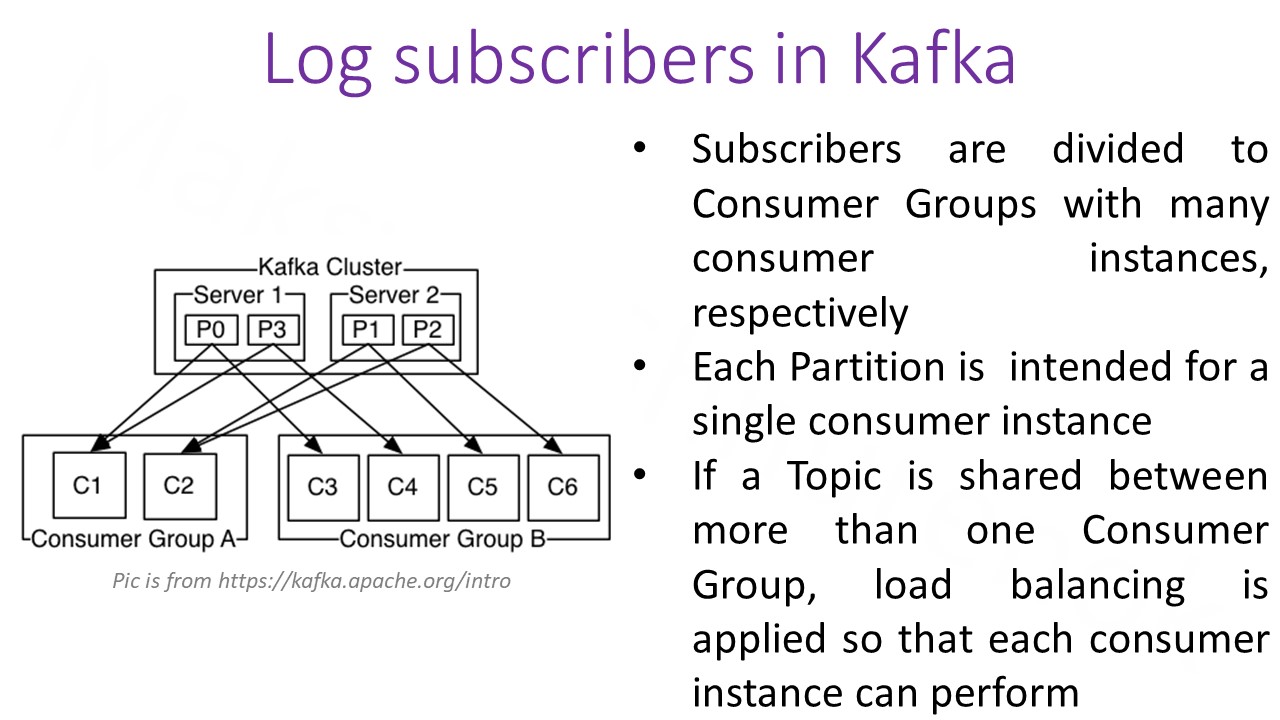 Log subscribers in Kafka
Kafka Cluster
Server 1
Server 2
P0
P3
P1
P2
C1
C2
C3
C4
C5
C6
Consumer Group A
Consumer Group B
Pic is from https://kafka.apache.org/intro
• Subscribers are divided to
Consumer Groups with many
consumer instances,
respectively
• Each Partition is intended for a
single consumer instance
• If a Topic is shared between
more than one Consumer
Group, load balancing is
applied so that each consumer
instance can perform